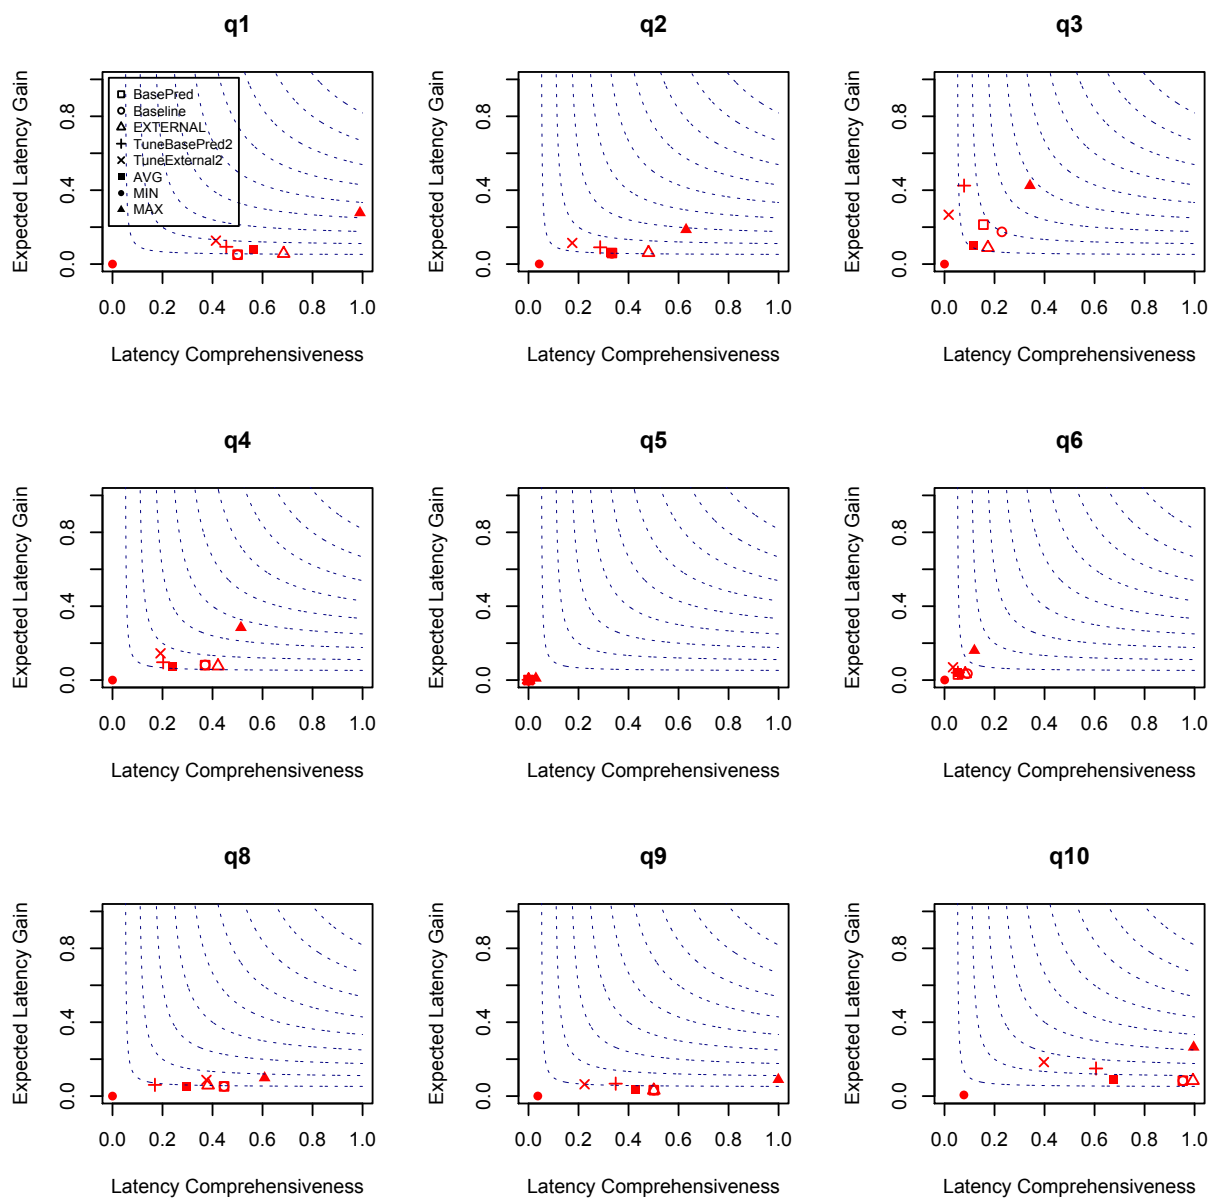 q1
q2
q3
Expected Latency Gain
0.0 0.4 0.8
BasePred
Baseline
EXTERNAL
TuneBasePred2
TuneExternal2
AVG
MIN
MAX
0.0 0.2 0.4 0.6 0.8 1.0
Latency Comprehensiveness
Expected Latency Gain
0.0 0.4 0.8
0.0 0.2 0.4 0.6 0.8 1.0
Latency Comprehensiveness
Expected Latency Gain
0.0 0.4 0.8
0.0 0.2 0.4 0.6 0.8 1.0
Latency Comprehensiveness
q4
q5
q6
Expected Latency Gain
0.0 0.4 0.8
0.0 0.2 0.4 0.6 0.8 1.0
Latency Comprehensiveness
Expected Latency Gain
0.0 0.4 0.8
0.0 0.2 0.4 0.6 0.8 1.0
Latency Comprehensiveness
Expected Latency Gain
0.0 0.4 0.8
0.0 0.2 0.4 0.6 0.8 1.0
Latency Comprehensiveness
q8
q9
q10
Expected Latency Gain
0.0 0.4 0.8
0.0 0.2 0.4 0.6 0.8 1.0
Latency Comprehensiveness
Expected Latency Gain
0.0 0.4 0.8
0.0 0.2 0.4 0.6 0.8 1.0
Latency Comprehensiveness
Expected Latency Gain
0.0 0.4 0.8
0.0 0.2 0.4 0.6 0.8 1.0
Latency Comprehensiveness